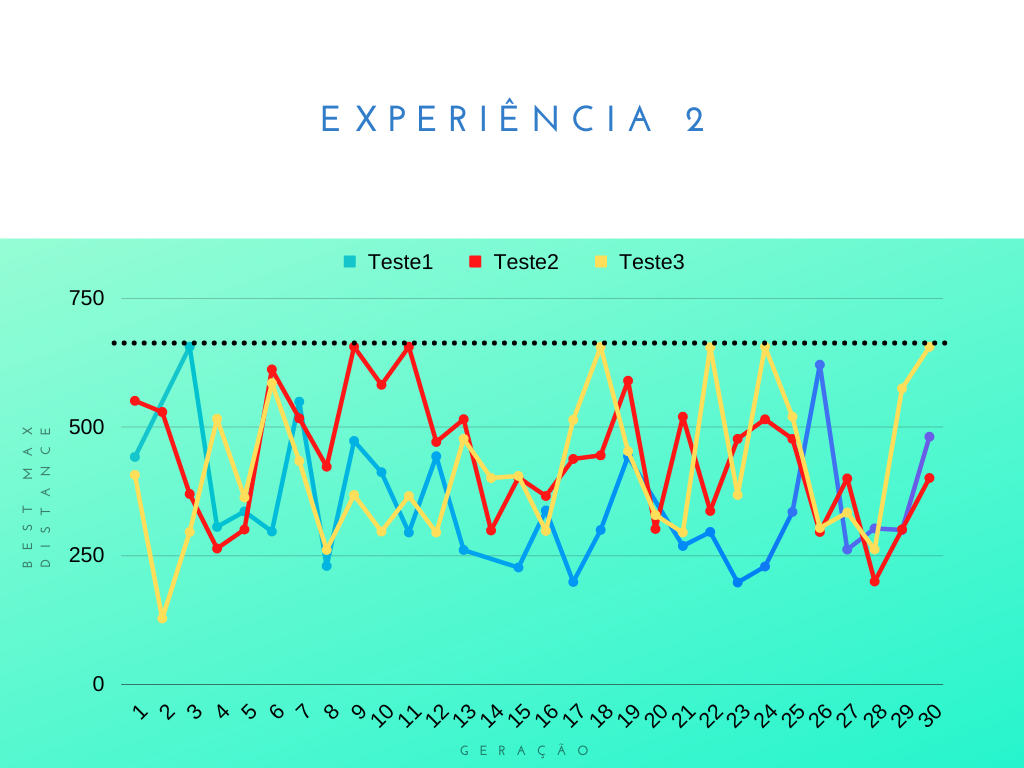 EXPERIÊNCIA 2
Teste1 Teste2 Teste3
750
500
250
0
BEST MAX
DISTANCE
1 2 3 4 5 6 7 8 9 10 11 12 13 14 15 16 17 18 19 20 21 22 23 24 25 26 27 28 29 30
GERAÇÃO